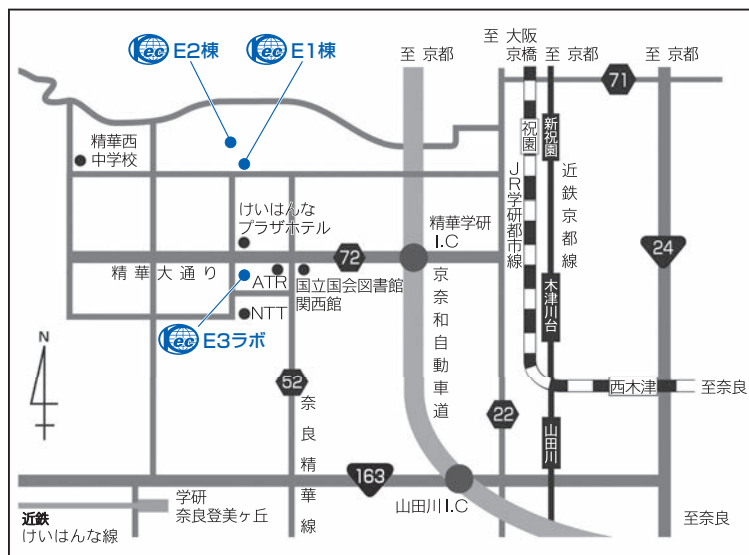 Kec E2棟
Kec E1棟
至 京都
至 大阪
京橋
至 京都
至 京都
71
精華西
中学校
祝園
新祝園
けいはんな
プラザホテル
JR学研都市線
近鉄京都線
精華学研
I.C
24
72
精華大通り
ATR
国立国会図書館
関西館
京奈和自動車道
木津川台
NTT
Kec E3ラボ
N
52
22
西木津
至奈良
奈良精華線
山田川
163
学研
奈良登美ヶ丘
山田川I.C
至奈良
近鉄
けいはんな線